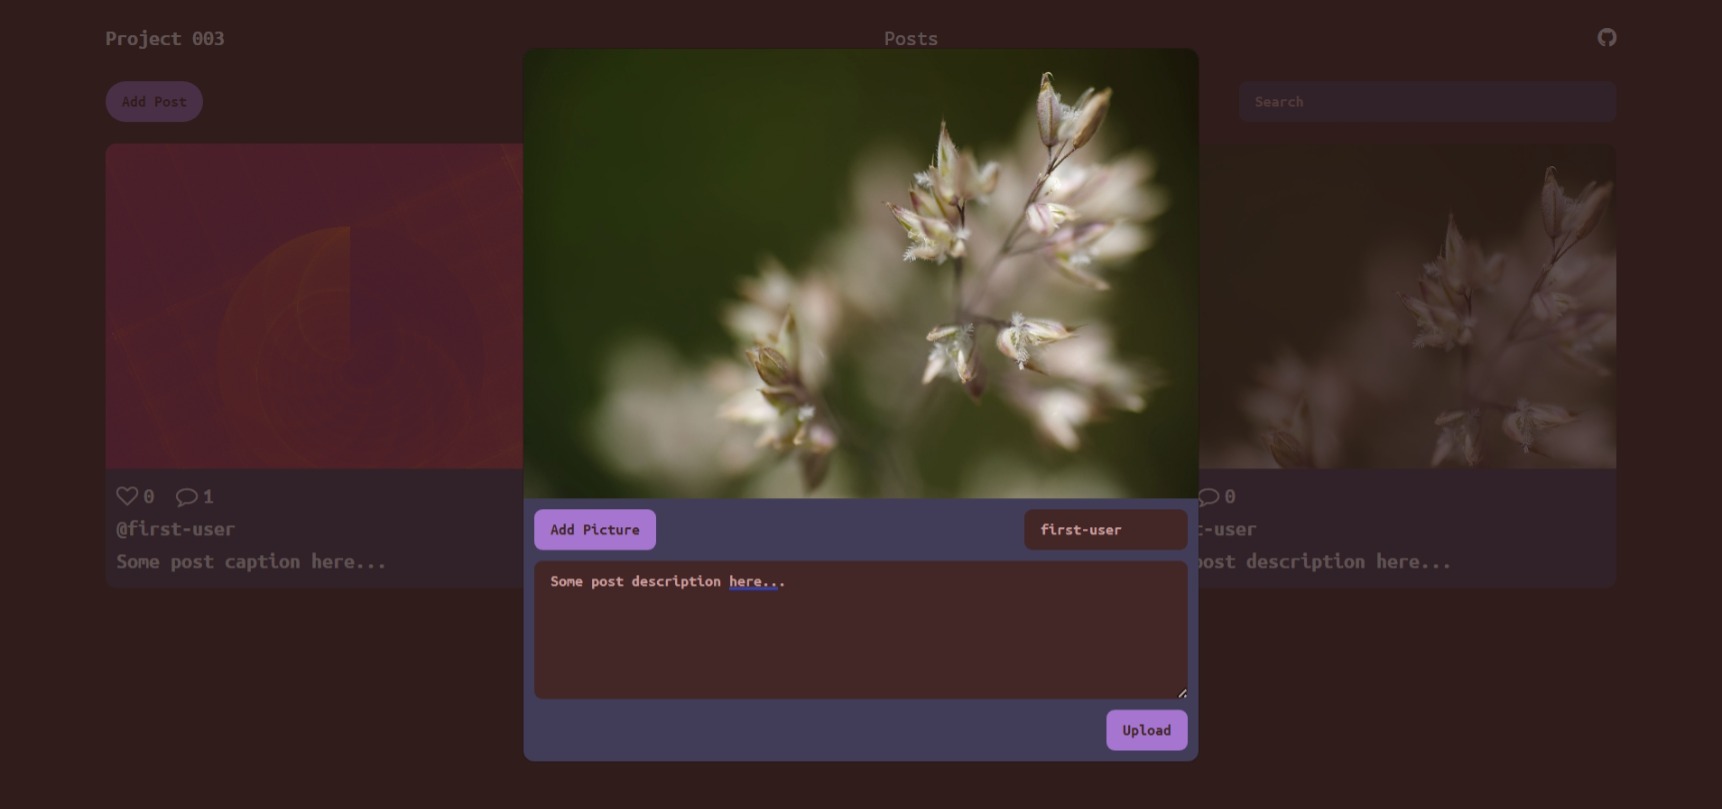 Project 003
Posts
Add Post
Search
0
1
@first-user
Some post caption here...
Add Picture
first-user
Some post description here...
Upload
0
t-user
post description here...